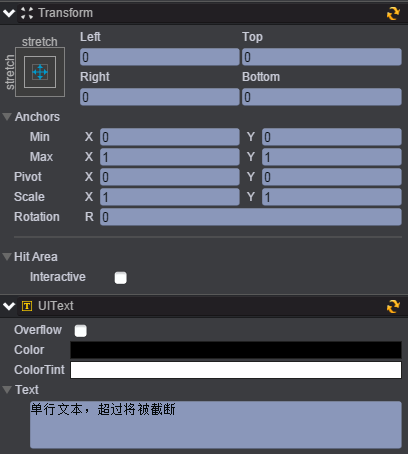 Transform
stretch
stretch
Left Top
0 0
Right Bottom
0 0
Anchors
Min X 0 Y 0
Max X 1 Y 1
Pivot X 0 Y 0
Scale X 1 Y 1
Rotation R 0
Hit Area
Interactive
T UIText
Overflow
Color
ColorTint
Text
单行文本，超过将被截断